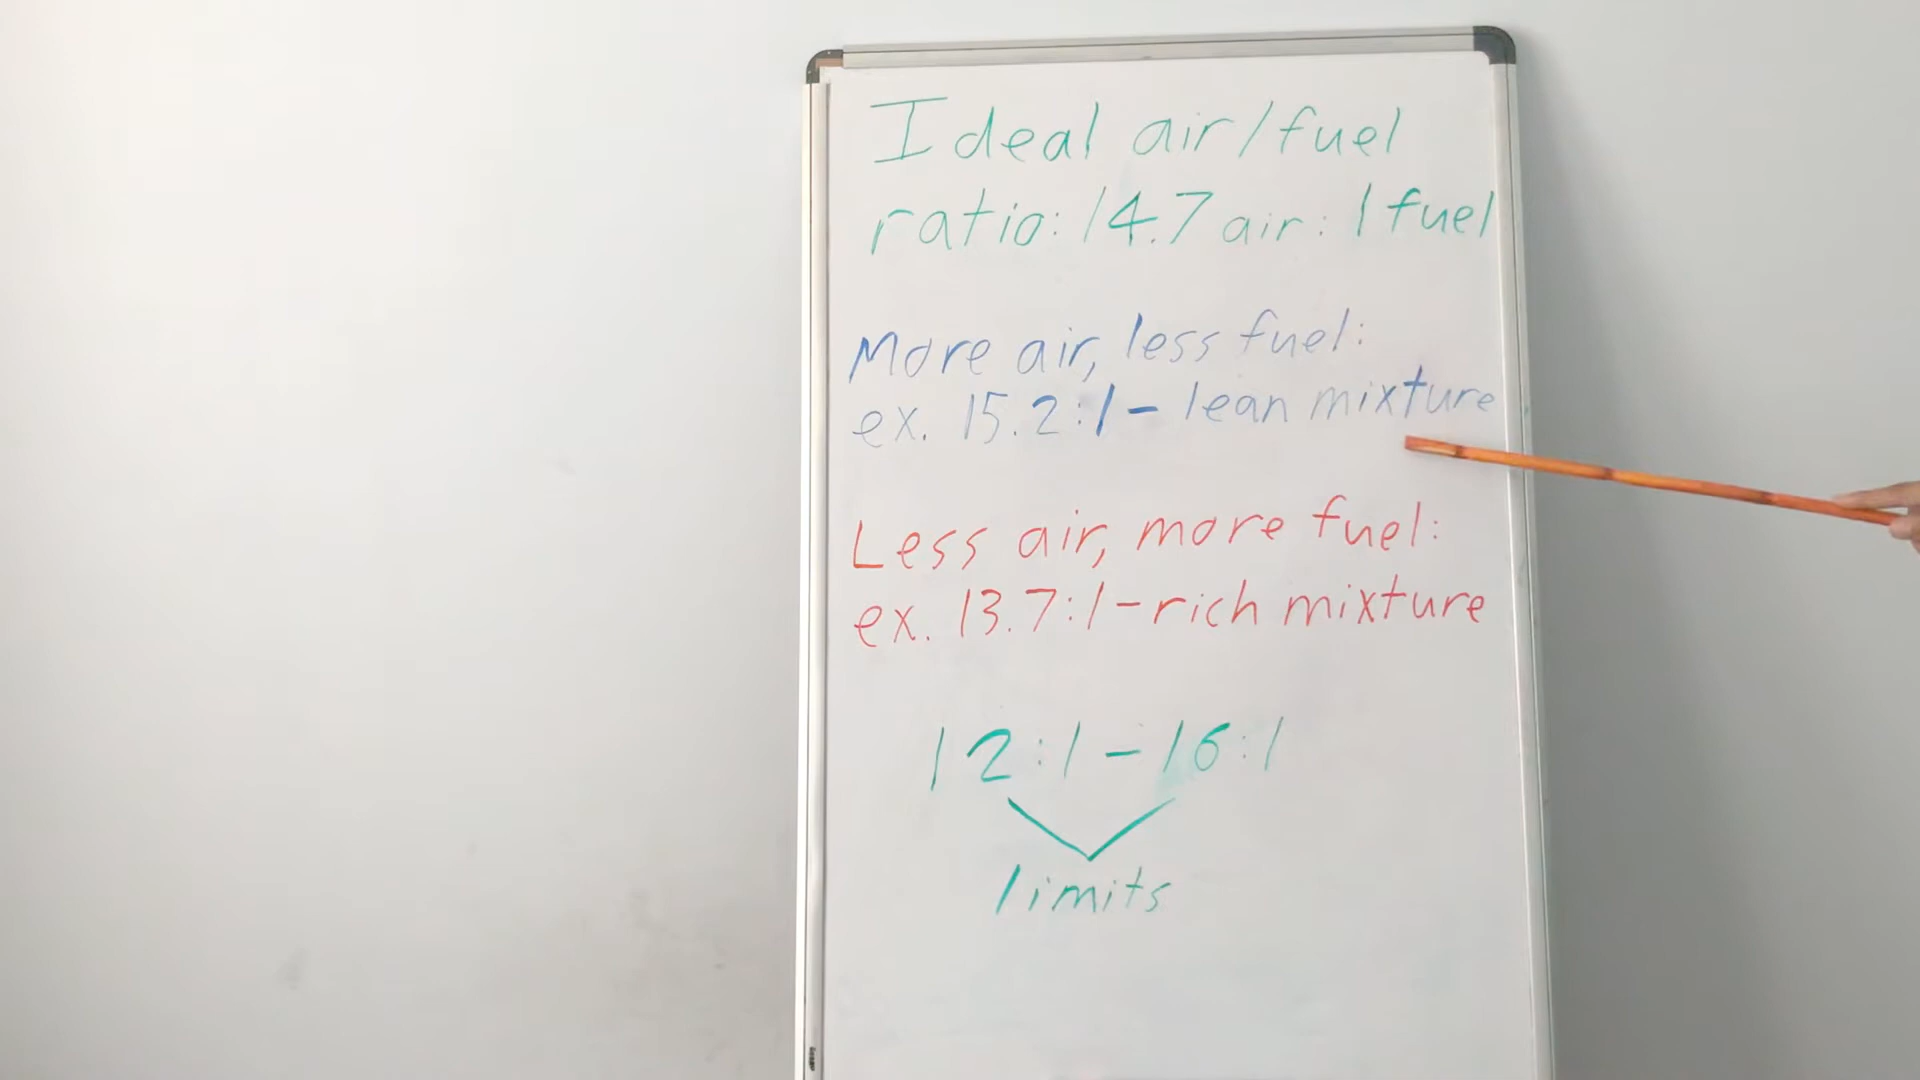 Ideal air/fuel
ratio: 14.7 air: 1 fuel
More air, less fuel:
ex. 15.2:1 - lean mixture
Less air, more fuel:
ex. 13.7:1 - rich mixture
12:1 - 16:1
limits